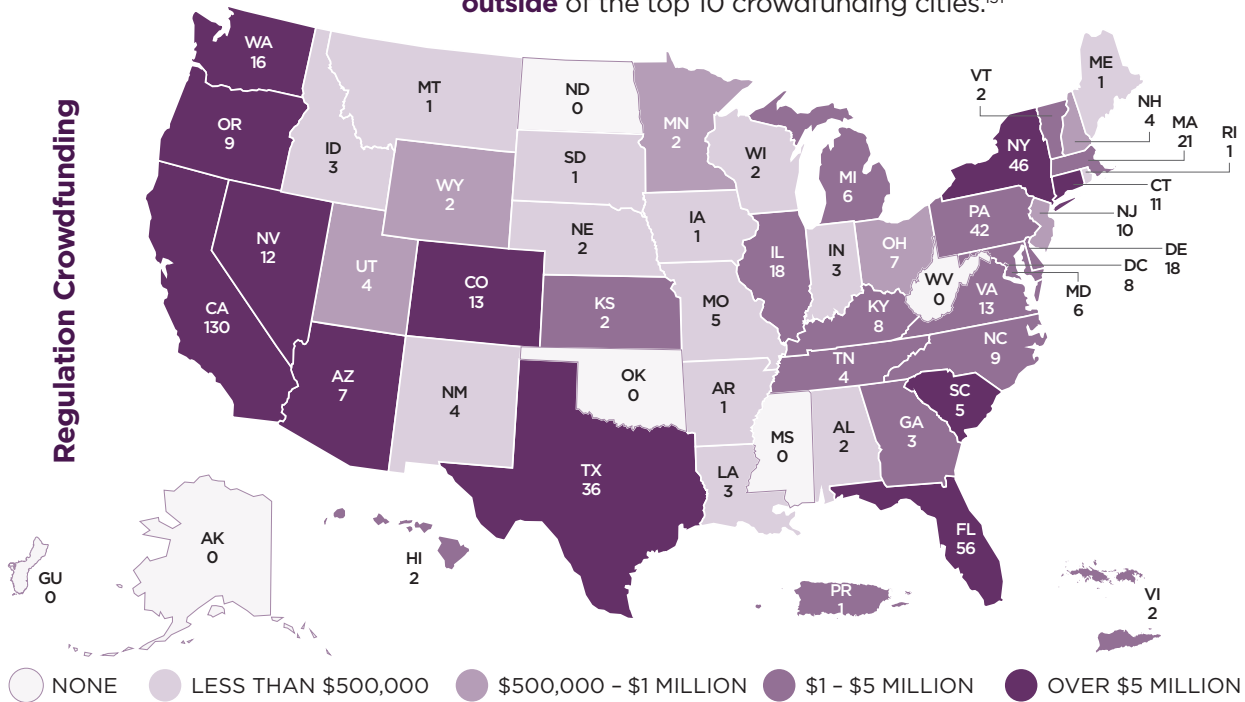 outside of the top 10 crowdfunding cities.
Regulation Crowdfunding
WA
16
OR
9
CA
130
NV
12
ID
3
MT
1
WY
2
UT
4
AZ
7
CO
13
NM
4
ND
0
SD
1
NE
2
KS
2
OK
0
TX
36
MN
2
IA
1
MO
5
AR
1
LA
3
WI
2
IL
18
MI
6
IN
3
OH
7
KY
8
TN
4
MS
0
AL
2
GA
3
FL
56
SC
5
NC
9
VA
13
WV
0
PA
42
NY
46
VT
2
ME
1
NH
4
MA
21
RI
1
CT
11
NJ
10
DE
18
DC
8
MD
6
AK
0
GU
0
HI
2
PR
1
VI
2
NONE
LESS THAN $500,000
$500,000 – $1 MILLION
$1 – $5 MILLION
OVER $5 MILLION